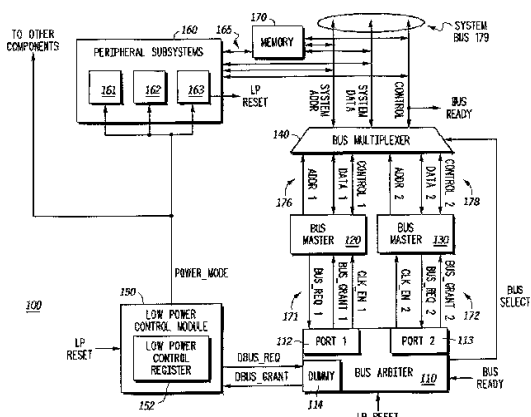 TO OTHER
COMPONENTS
160
PERIPHERAL SUBSYSTEMS
161
162
163
165
170
MEMORY
SYSTEM
BUS 179
LP
RESET
SYSTEM
ADDR
SYSTEM
DATA
CONTROL
BUS
READY
140
BUS MULTIPLEXER
176
ADDR 1
DATA 1
CONTROL 1
ADDR 2
DATA 2
CONTROL 2
178
BUS
MASTER 120
BUS
MASTER 130
POWER_MODE
100
171
BUS_REQ 1
BUS_GRANT 1
CLK_EN 1
CLK_EN 2
BUS_REQ 2
BUS_GRANT 2
172
BUS
SELECT
150
LOW POWER
CONTROL MODULE
LOW POWER
CONTROL
REGISTER
152
LP
RESET
DBUS_REQ
DBUS_GRANT
112
PORT 1
PORT 2
113
DUMMY
114
BUS ARBITER 110
BUS
READY
LP RESET